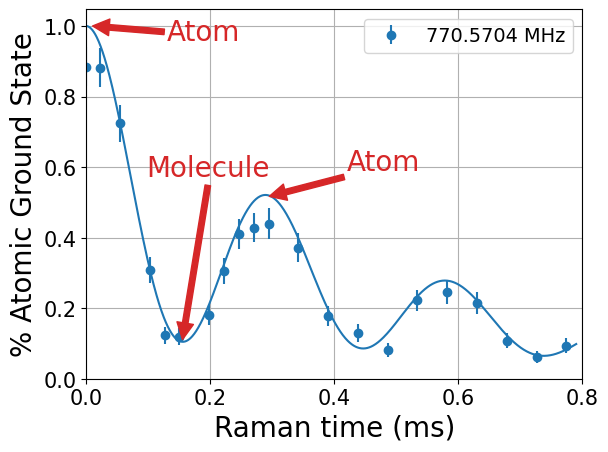 1.0
0.8
0.6
0.4
0.2
0.0
% Atomic Ground State
Atom
770.5704 MHz
Molecule
Atom
0.0 0.2 0.4 0.6 0.8
Raman time (ms)